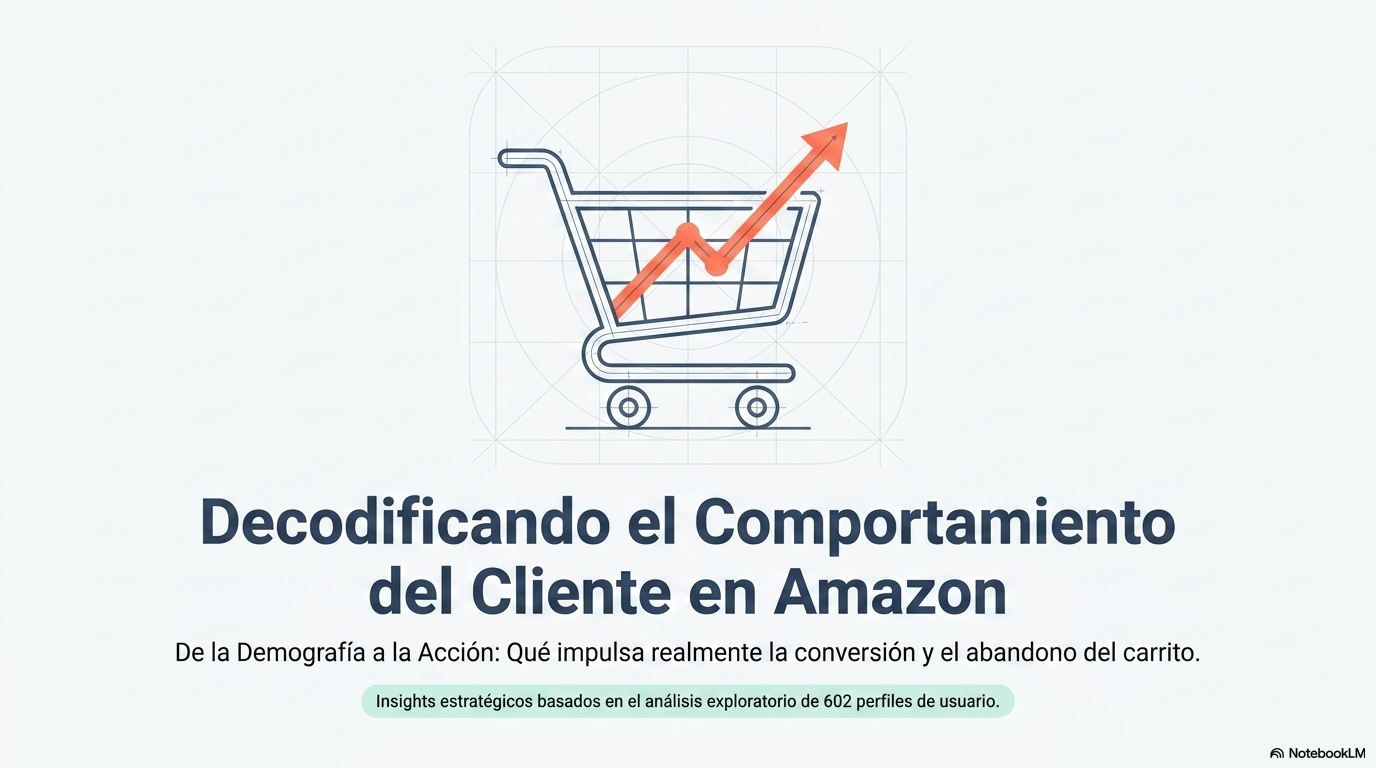 Decodificando el Comportamiento
del Cliente en Amazon
De la Demografía a la Acción: Qué impulsa realmente la conversión y el abandono del carrito.
Insights estratégicos basados en el análisis exploratorio de 602 perfiles de usuario.
NotebookLM